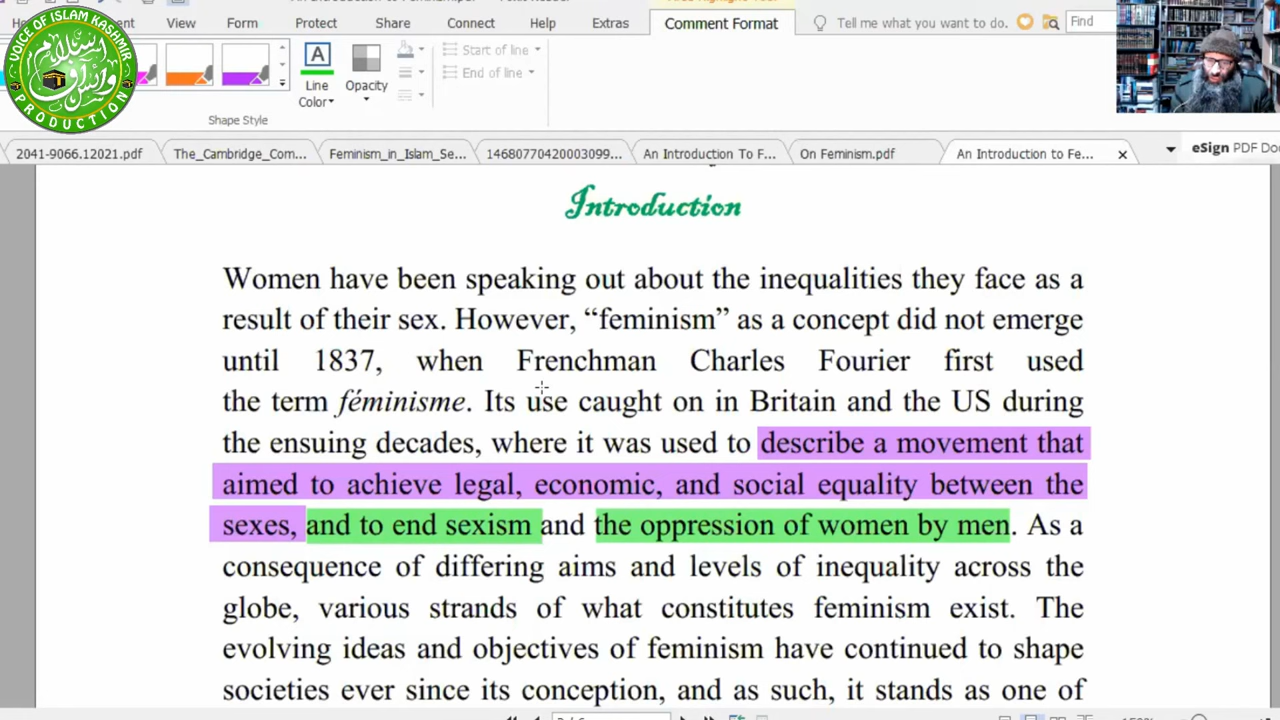 View Form Protect Share Connect Help Extras Comment Format Tell me what you want to do. Find
VOICE OF ISLAM KASHMIR
PRODUCTION
Line
Color
Opacity
Start of line
End of line
Shape Style
2041-9066.12021.pdf The_Cambridge_Com... Feminism_in_Islam_Se... 14680770420003099... An Introduction To F... On Feminism.pdf An Introduction to Fe... eSign PDF Do
Introduction
Women have been speaking out about the inequalities they face as a
result of their sex. However, “feminism” as a concept did not emerge
until 1837, when Frenchman Charles Fourier first used
the term féminisme. Its use caught on in Britain and the US during
the ensuing decades, where it was used to describe a movement that
aimed to achieve legal, economic, and social equality between the
sexes, and to end sexism and the oppression of women by men. As a
consequence of differing aims and levels of inequality across the
globe, various strands of what constitutes feminism exist. The
evolving ideas and objectives of feminism have continued to shape
societies ever since its conception, and as such, it stands as one of